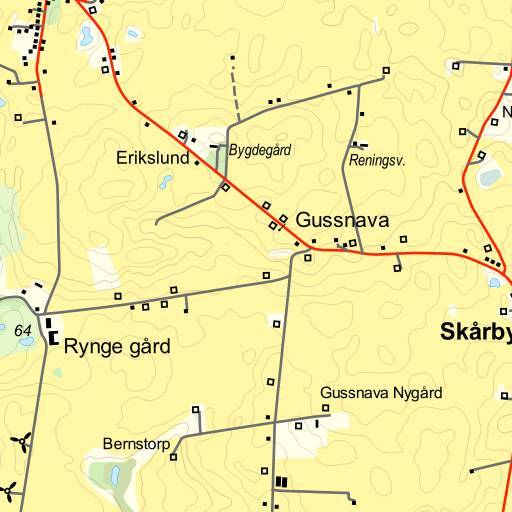 N
Erikslund
Bygdegård
Reningsv.
Gussnava
64
Rynge gård
Skårby
Gussnava Nygård
Bernstorp